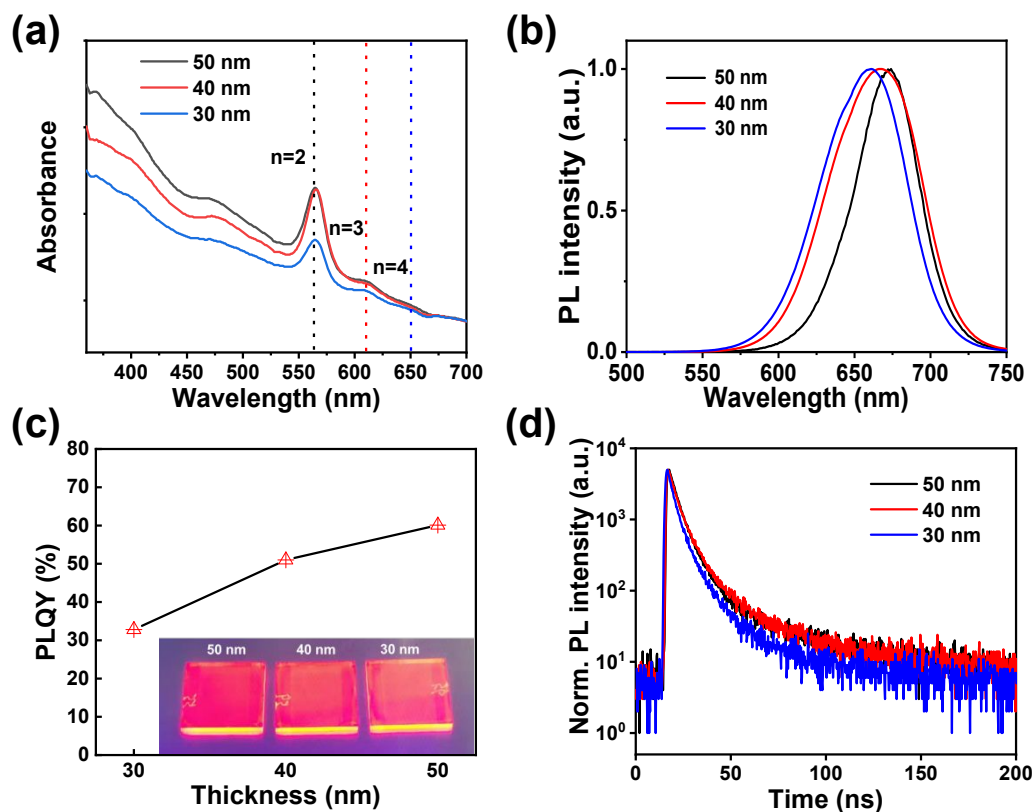 (a)
50 nm
40 nm
30 nm
n=2
n=3
n=4
Absorbance
400 450 500 550 600 650 700
Wavelength (nm)
(b)
50 nm
40 nm
30 nm
PL intensity (a.u.)
1.0
0.5
0.0
500 550 600 650 700 750
Wavelength (nm)
(c)
PLQY (%)
80
70
60
50
40
30
20
10
0
50 nm 40 nm 30 nm
30 40 50
Thickness (nm)
(d)
50 nm
40 nm
30 nm
Norm. PL intensity (a.u.)
10⁴
10³
10²
10¹
10⁰
0 50 100 150 200
Time (ns)